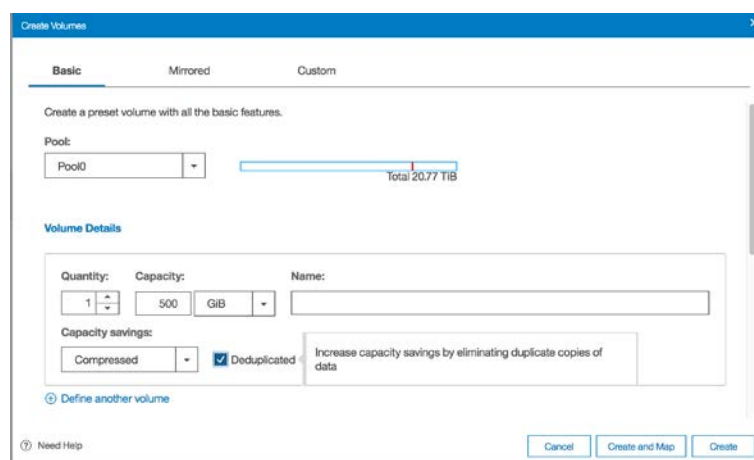 Create Volumes
Basic Mirrored Custom
Create a preset volume with all the basic features.
Pool:
Pool0
Total 20.77 TiB
Volume Details
Quantity: Capacity: Name:
1 500 GiB
Capacity savings:
Compressed Deduplicated Increase capacity savings by eliminating duplicate copies of
data
Define another volume
Need Help Cancel Create and Map Create